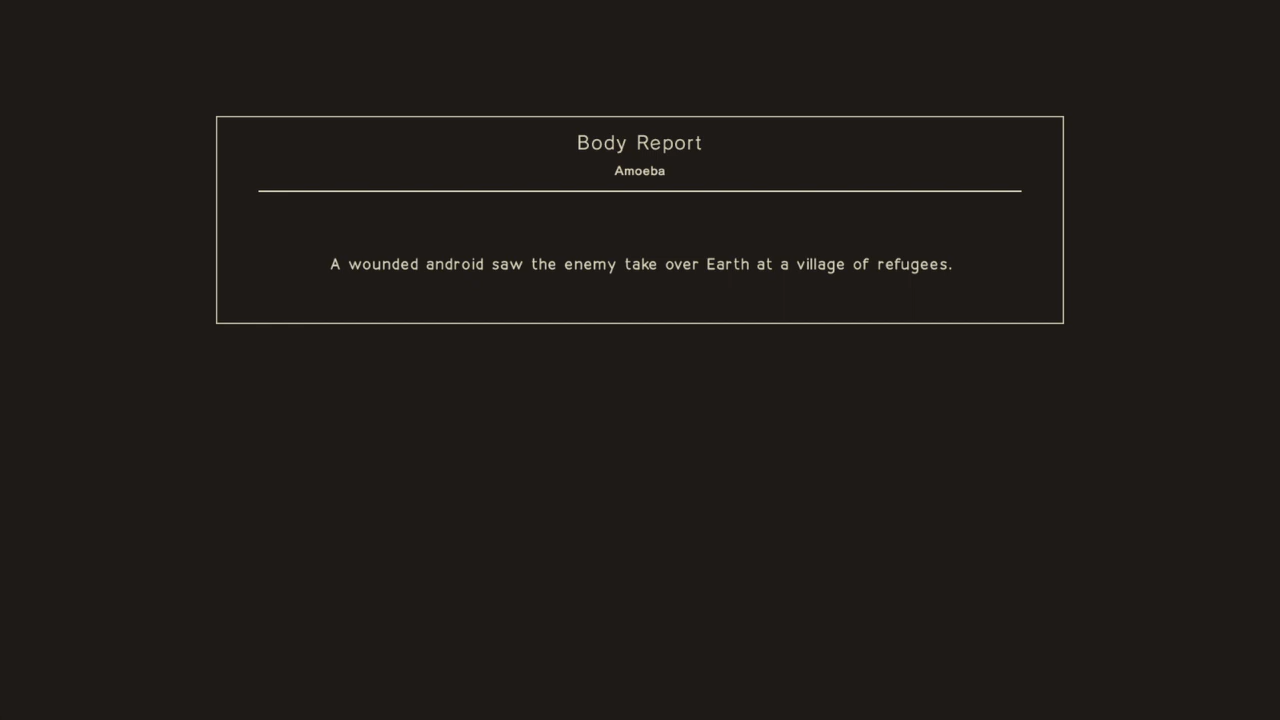 Body Report
Amoeba
A wounded android saw the enemy take over Earth at a village of refugees.